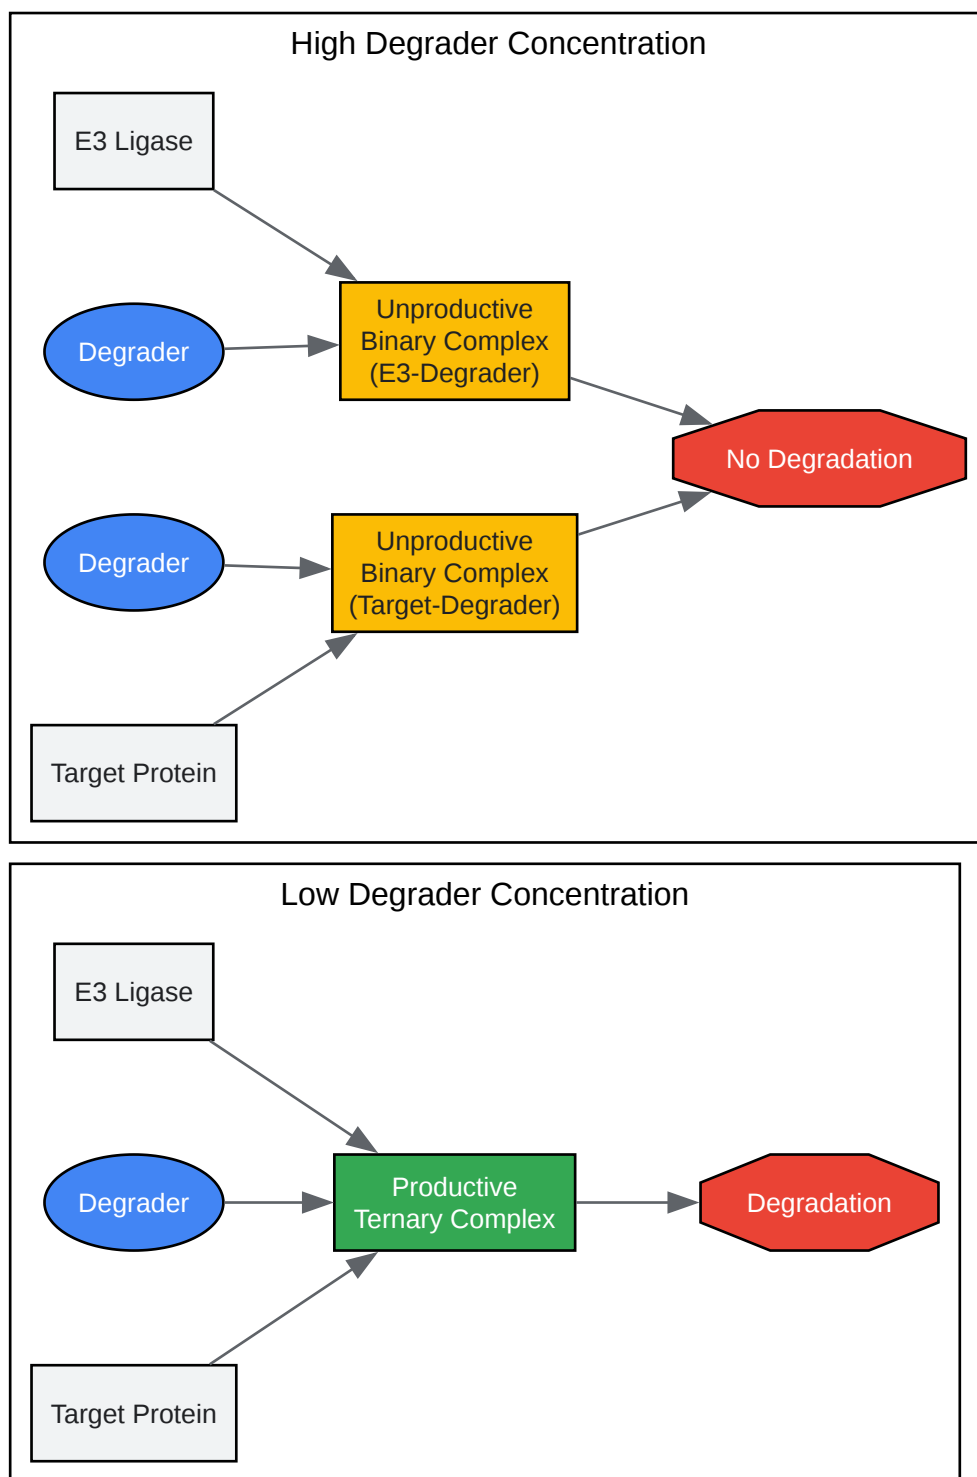 High Degrader Concentration
E3 Ligase
Degrader
Unproductive
Binary Complex
(E3-Degrader)
No Degradation
Degrader
Unproductive
Binary Complex
(Target-Degrader)
Target Protein
Low Degrader Concentration
E3 Ligase
Degrader
Productive
Ternary Complex
Degradation
Target Protein